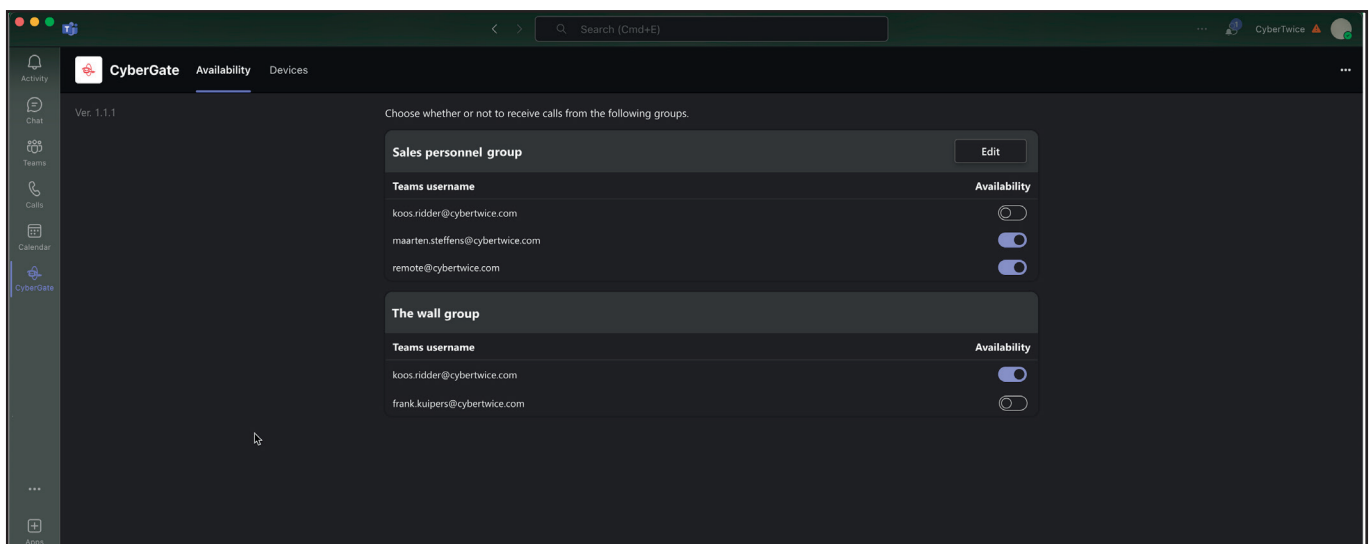 Search (Cmd+E)
CyberTwice
Activity
CyberGate Availability Devices
Chat
Ver. 1.1.1
Choose whether or not to receive calls from the following groups.
Teams
Sales personnel group Edit
Calls
Teams username Availability
koos.ridder@cybertwice.com
Calendar
maarten.steffens@cybertwice.com
CyberGate
remote@cybertwice.com
The wall group
Teams username Availability
koos.ridder@cybertwice.com
frank.kuipers@cybertwice.com
Apps